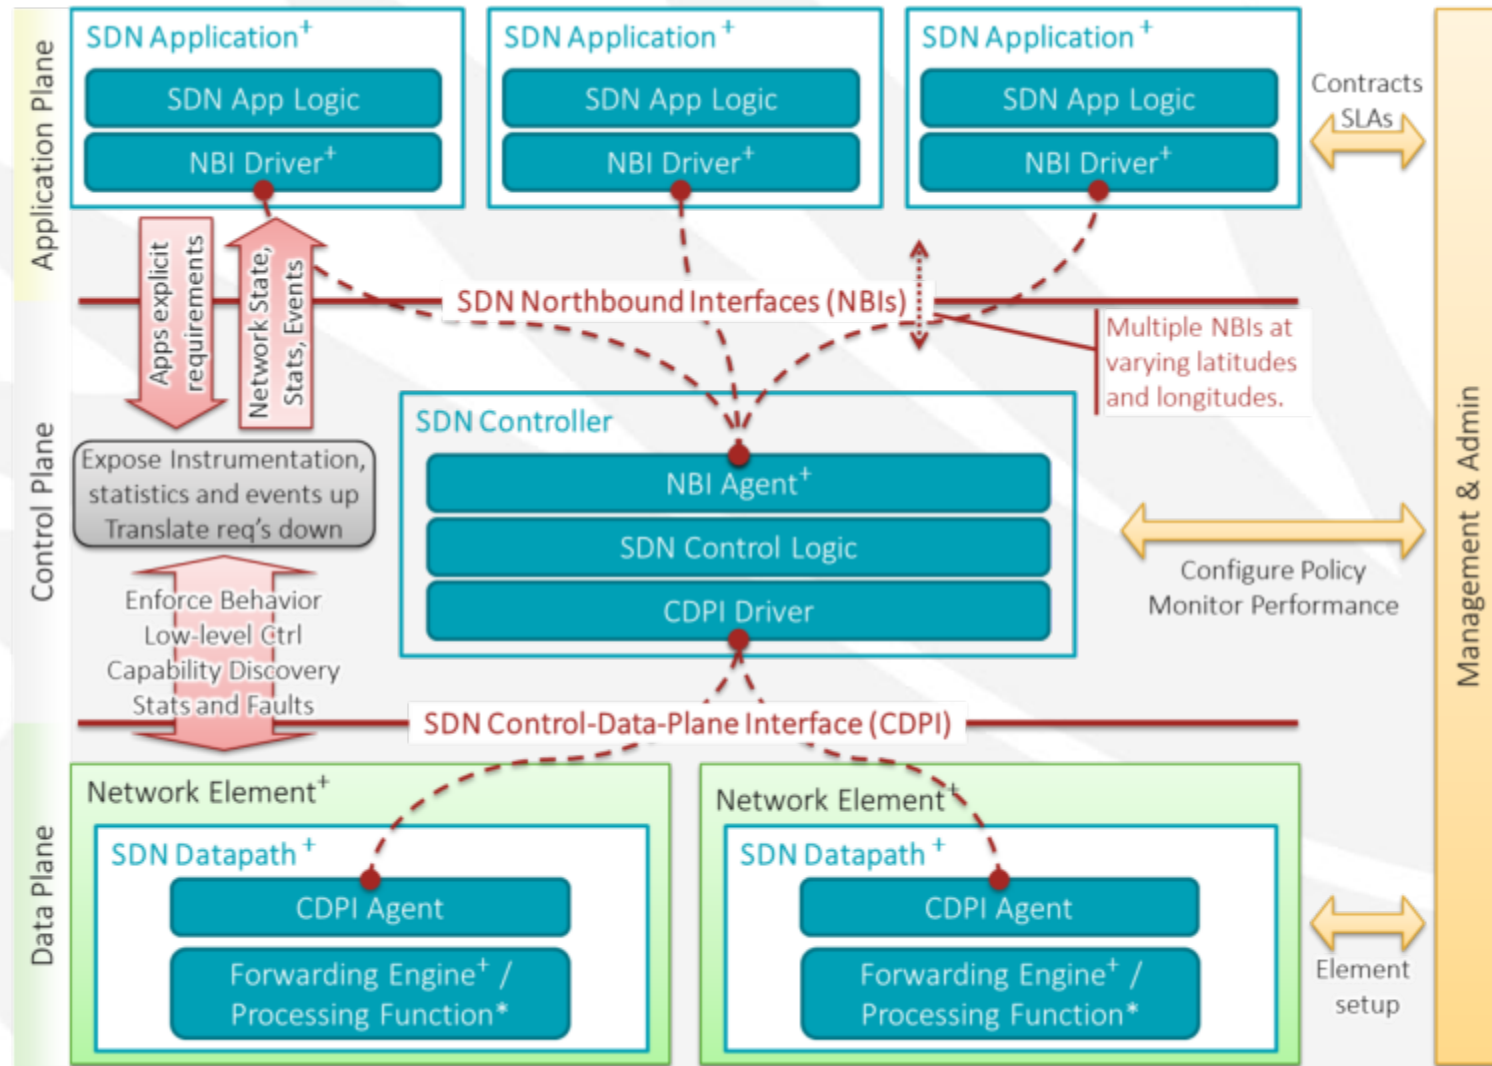 Application Plane
SDN Application+
SDN App Logic
NBI Driver+
SDN Application+
SDN App Logic
NBI Driver+
SDN Application+
SDN App Logic
NBI Driver+
Contracts
SLAs
Apps explicit
requirements
Network State,
Stats, Events
SDN Northbound Interfaces (NBIs)
Multiple NBIs at
varying latitudes
and longitudes.
Control Plane
Expose Instrumentation,
statistics and events up
Translate req's down
SDN Controller
NBI Agent+
SDN Control Logic
CDPI Driver
Configure Policy
Monitor Performance
Management & Admin
Enforce Behavior
Low-level Ctrl
Capability Discovery
Stats and Faults
SDN Control-Data-Plane Interface (CDPI)
Data Plane
Network Element+
SDN Datapath+
CDPI Agent
Forwarding Engine+ /
Processing Function*
Network Element+
SDN Datapath+
CDPI Agent
Forwarding Engine+ /
Processing Function*
Element
setup